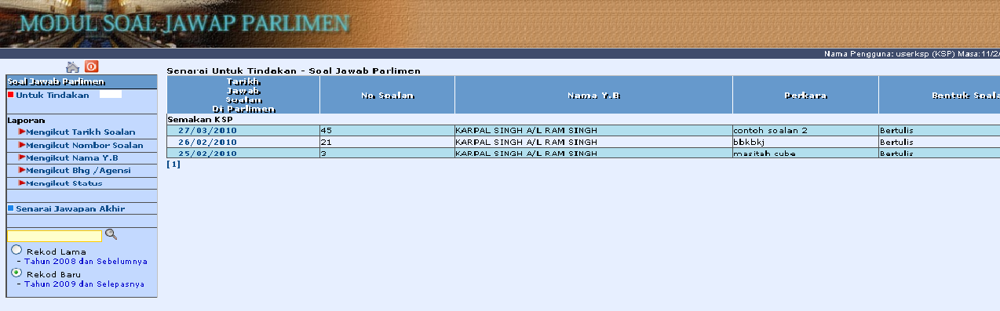 MODUL SOAL JAWAP PARLIMEN
Nama Pengguna: userksp (KSP) Masa:11/2/
Soal Jawab Parlimen
Untuk Tindakan
Laporan
Mengikut Tarikh Soalan
Mengikut Nombor Soalan
Mengikut Nama Y.B
Mengikut Bhg /Agensi
Mengikut Status
Senarai Jawapan Akhir
Rekod Lama
- Tahun 2008 dan Sebelumnya
Rekod Baru
- Tahun 2009 dan Selepasnya
Senarai Untuk Tindakan - Soal Jawab Parlimen
Tarikh
Jawab
Soalan
Di Parlimen
No Soalan
Nama Y.B
Perkara
Bentuk Soala
Semakan KSP
27/03/2010 45 KARPAL SINGH A/L RAM SINGH contoh soalan 2 Bertulis
26/02/2010 21 KARPAL SINGH A/L RAM SINGH bbkbkj Bertulis
25/02/2010 3 KARPAL SINGH A/L RAM SINGH masitah cube Bertulis
[1]